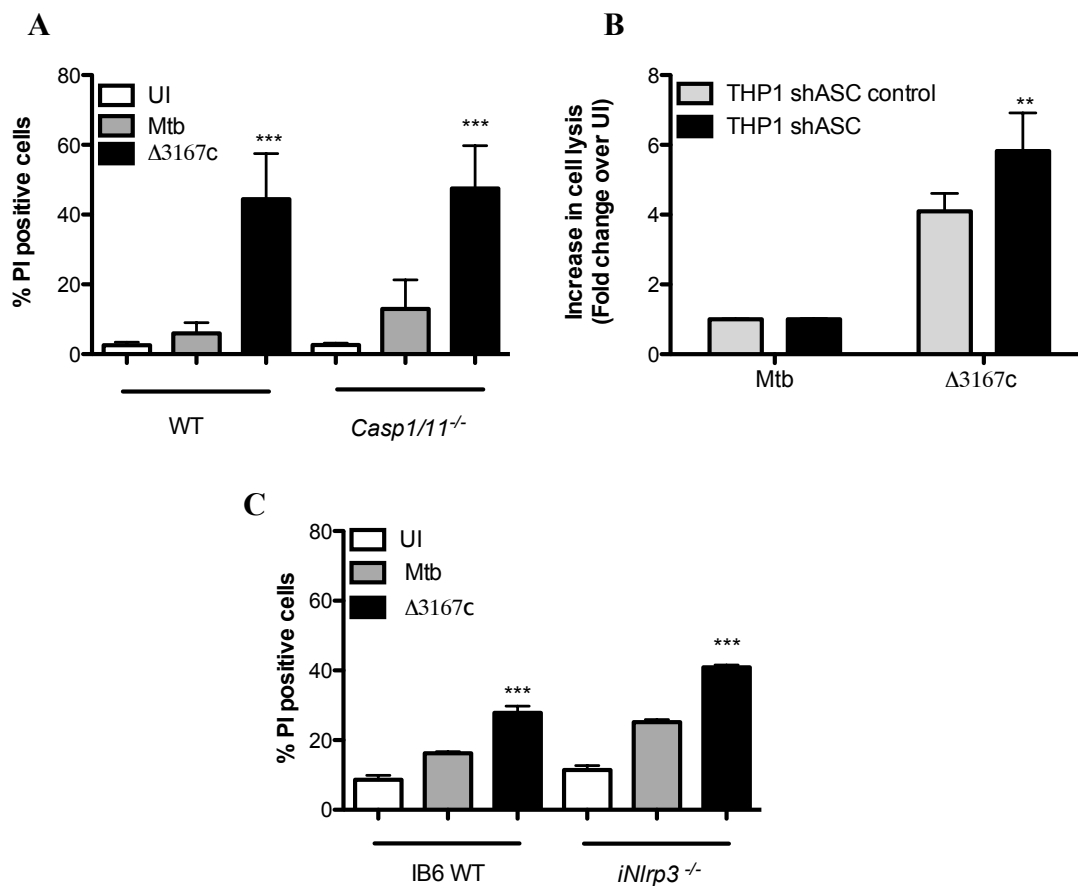 A
80
60
40
20
0
% PI positive cells
UI
Mtb
Δ3167c
***
***
WT
Casp1/11-/-
B
8
6
4
2
0
Increase in cell lysis
(Fold change over UI)
THP1 shASC control
THP1 shASC
**
Mtb
Δ3167c
C
80
60
40
20
0
% PI positive cells
UI
Mtb
Δ3167c
***
***
IB6 WT
iNlrp3 -/-